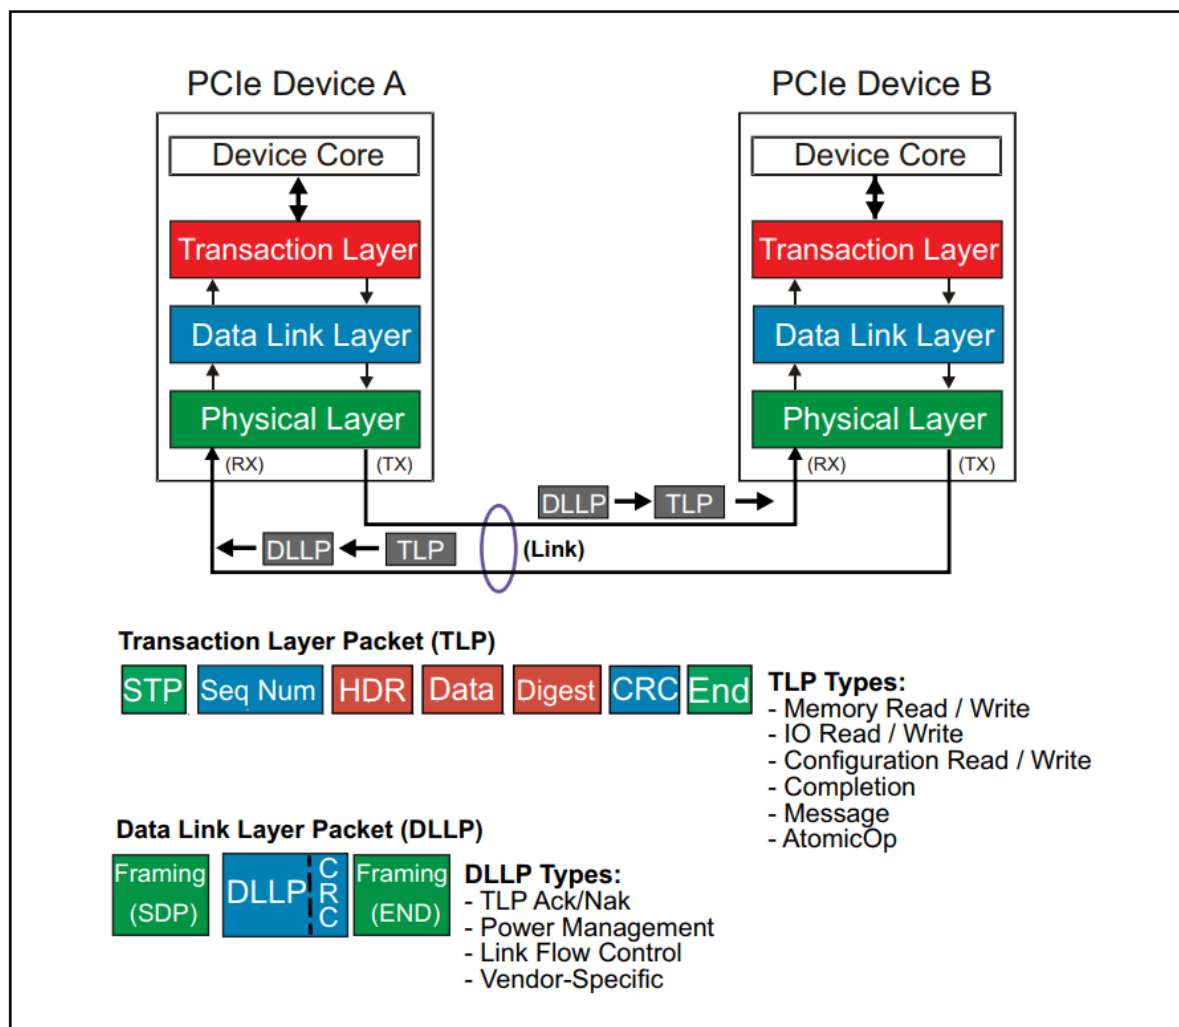 PCIe Device A
PCIe Device B
Device Core
Device Core
Transaction Layer
Transaction Layer
Data Link Layer
Data Link Layer
Physical Layer
Physical Layer
(RX)
(TX)
(RX)
(TX)
DLLP
TLP
DLLP
TLP
(Link)
Transaction Layer Packet (TLP)
STP
Seq Num
HDR
Data
Digest
CRC
End
TLP Types:
- Memory Read / Write
- IO Read / Write
- Configuration Read / Write
- Completion
- Message
- AtomicOp
Data Link Layer Packet (DLLP)
Framing
(SDP)
DLLP
CRC
Framing
(END)
DLLP Types:
- TLP Ack/Nak
- Power Management
- Link Flow Control
- Vendor-Specific